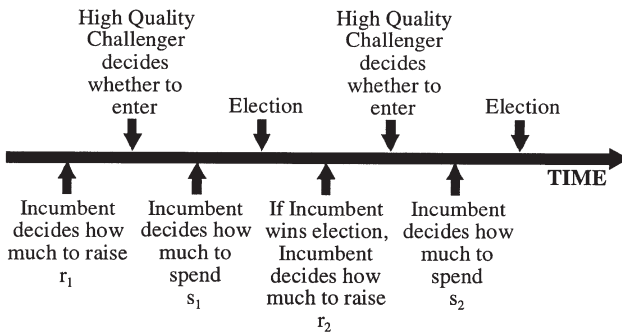 High Quality
Challenger
decides
whether to
enter
Election
High Quality
Challenger
decides
whether to
enter
Election
TIME
Incumbent
decides how
much to raise
r1
Incumbent
decides how
much to
spend
s1
If Incumbent
wins election,
Incumbent
decides how
much to raise
r2
Incumbent
decides how
much to
spend
s2